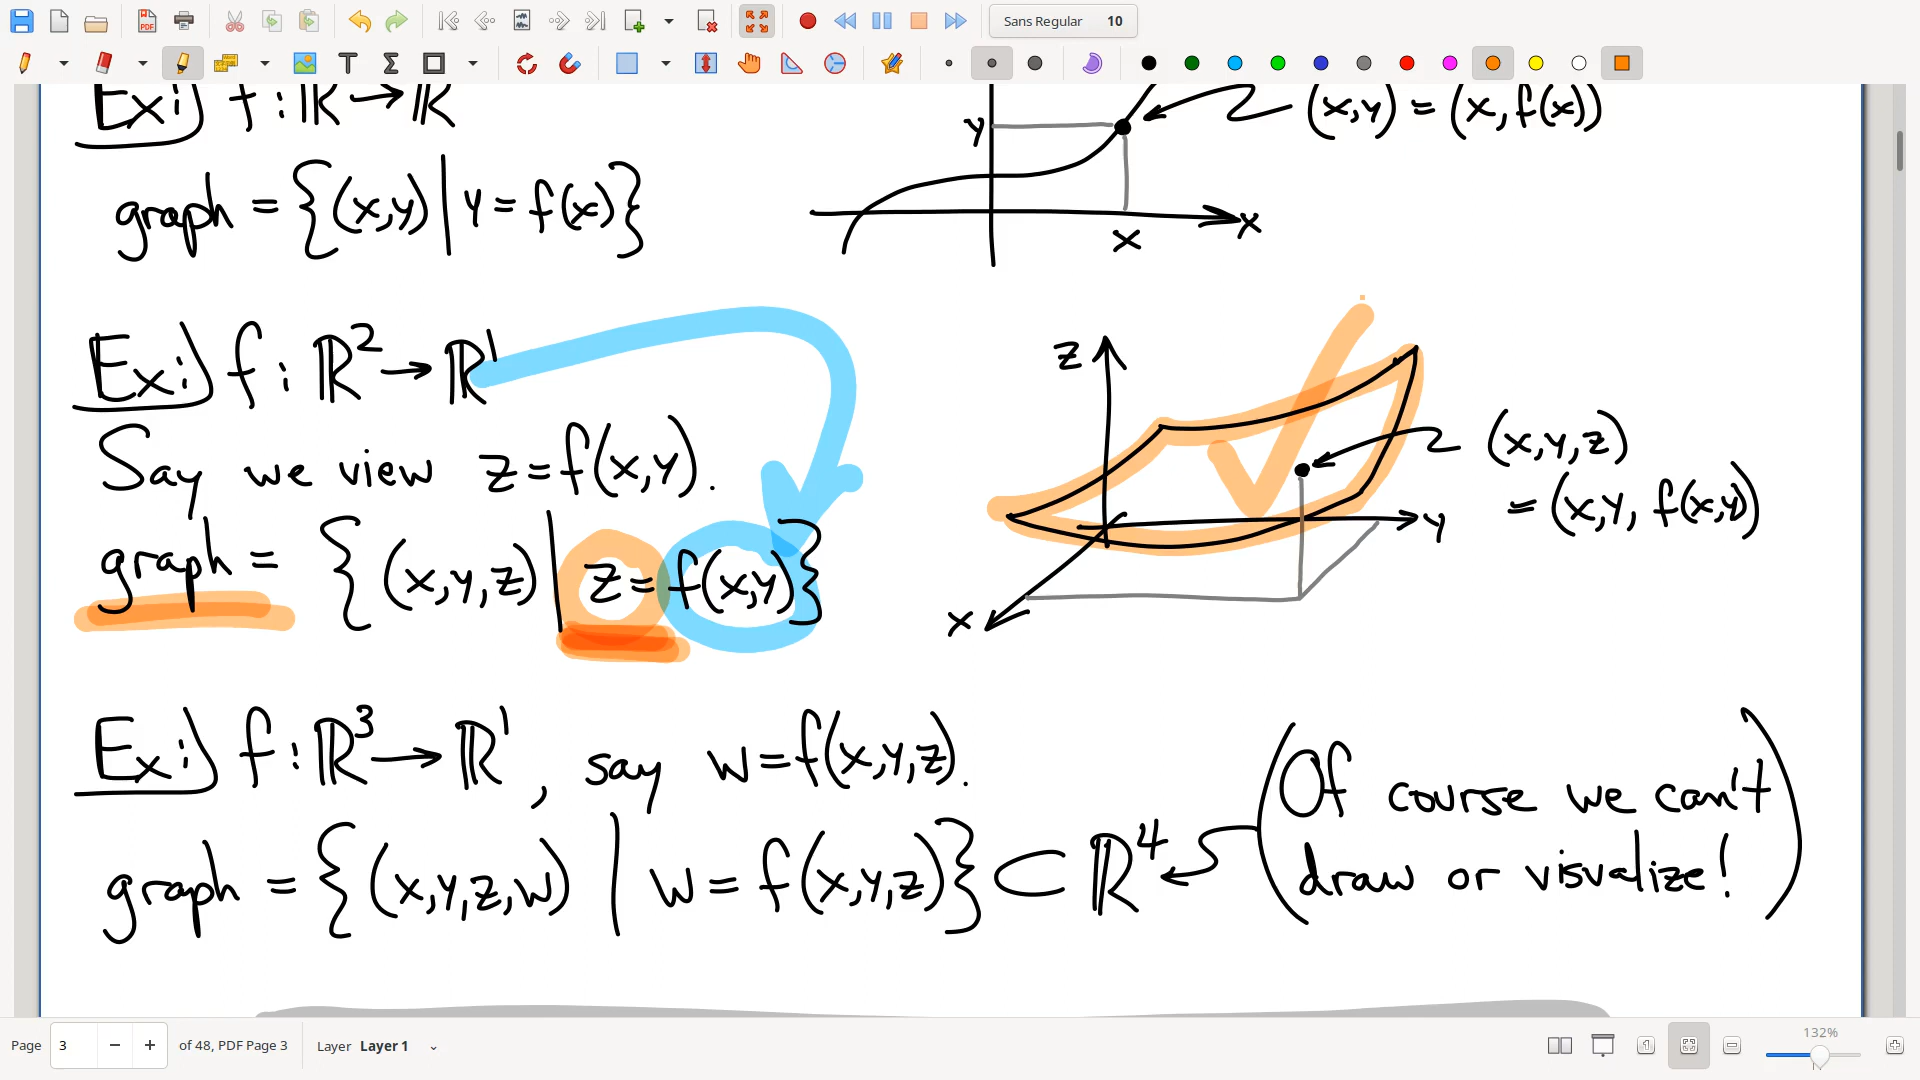 Sans Regular 10
Ex:) f : ℝ → ℝ
graph = {(x,y) | y = f(x)}
y
(x,y) = (x, f(x))
x
x
Ex:) f : ℝ² → ℝ¹
Say we view z = f(x,y).
graph = {(x,y,z) | z = f(x,y)}
z
y
x
(x,y,z)
= (x,y, f(x,y))
Ex:) f : ℝ³ → ℝ¹, say w = f(x,y,z).
graph = {(x,y,z,w) | w = f(x,y,z)} ⊂ ℝ⁴
(Of course we can't
draw or visualize!)
Page 3 of 48, PDF Page 3 Layer Layer 1
132%